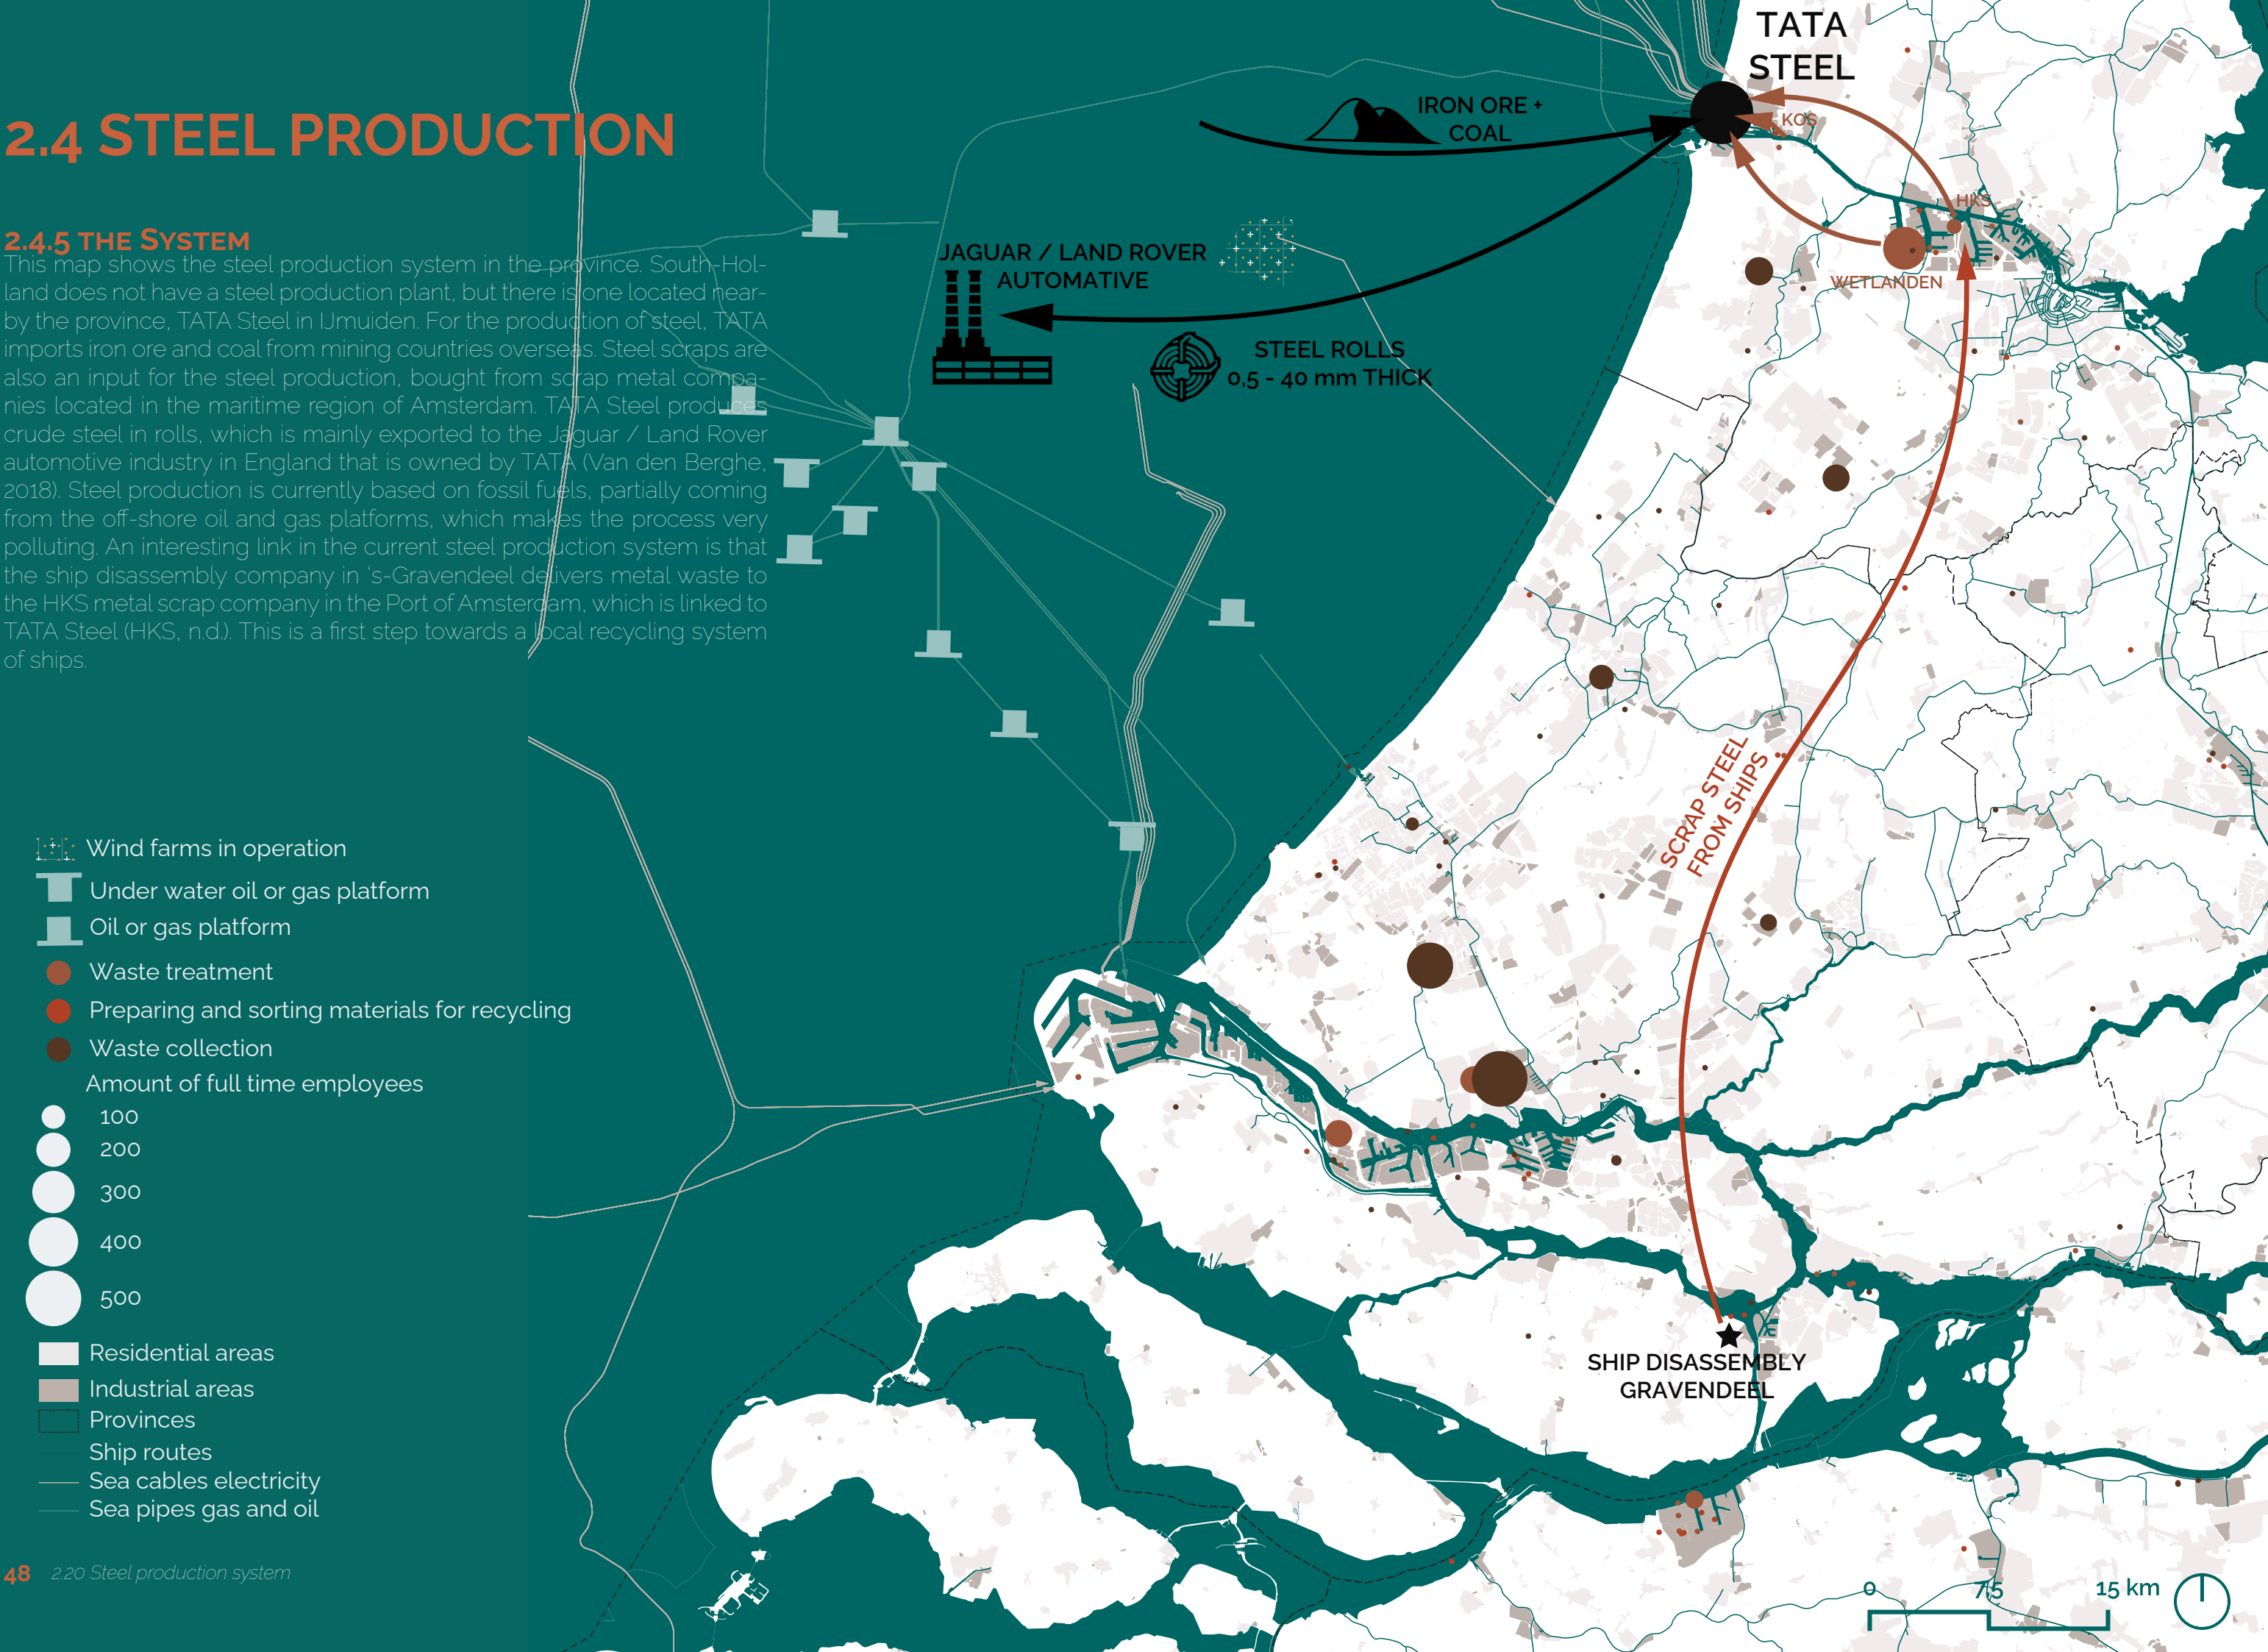 2.4 STEEL PRODUCTION
2.4.5 THE SYSTEM
This map shows the steel production system in the province. South-Hol-
land does not have a steel production plant, but there is one located near-
by the province, TATA Steel in IJmuiden. For the production of steel, TATA
imports iron ore and coal from mining countries overseas. Steel scraps are
also an input for the steel production, bought from scrap metal compa-
nies located in the maritime region of Amsterdam. TATA Steel produces
crude steel in rolls, which is mainly exported to the Jaguar / Land Rover
automotive industry in England that is owned by TATA (Van den Berghe,
2018). Steel production is currently based on fossil fuels, partially coming
from the off-shore oil and gas platforms, which makes the process very
polluting. An interesting link in the current steel production system is that
the ship disassembly company in 's-Gravendeel delivers metal waste to
the HKS metal scrap company in the Port of Amsterdam, which is linked to
TATA Steel (HKS, n.d.). This is a first step towards a local recycling system
of ships.
Wind farms in operation
Under water oil or gas platform
Oil or gas platform
Waste treatment
Preparing and sorting materials for recycling
Waste collection
Amount of full time employees
100
200
300
400
500
Residential areas
Industrial areas
Provinces
Ship routes
Sea cables electricity
Sea pipes gas and oil
48 2.20 Steel production system
TATA
STEEL
IRON ORE +
COAL
KOS
HKS
WETLANDEN
JAGUAR / LAND ROVER
AUTOMATIVE
STEEL ROLLS
0,5 - 40 mm THICK
SCRAP STEEL
FROM SHIPS
SHIP DISASSEMBLY
GRAVENDEEL
0 7,5 15 km